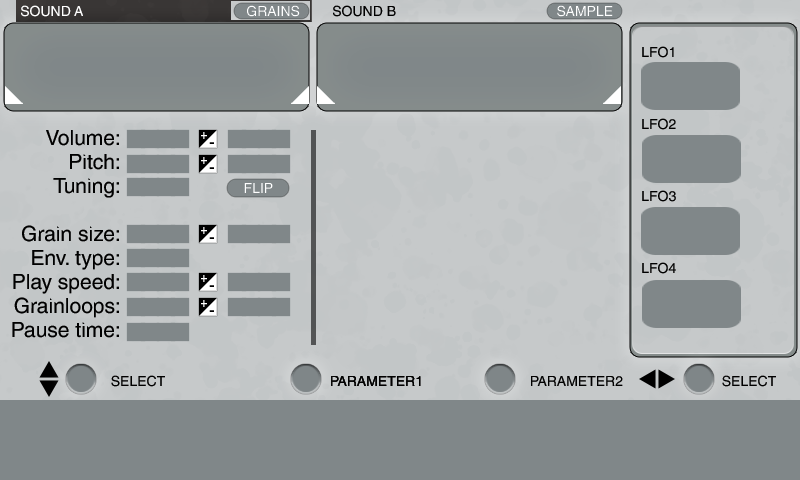 SOUND A GRAINS SOUND B SAMPLE
LFO1
LFO2
LFO3
LFO4
Volume: + -
Pitch: + -
Tuning: FLIP
Grain size: + -
Env. type:
Play speed: + -
Grainloops: + -
Pause time:
SELECT PARAMETER1 PARAMETER2 SELECT